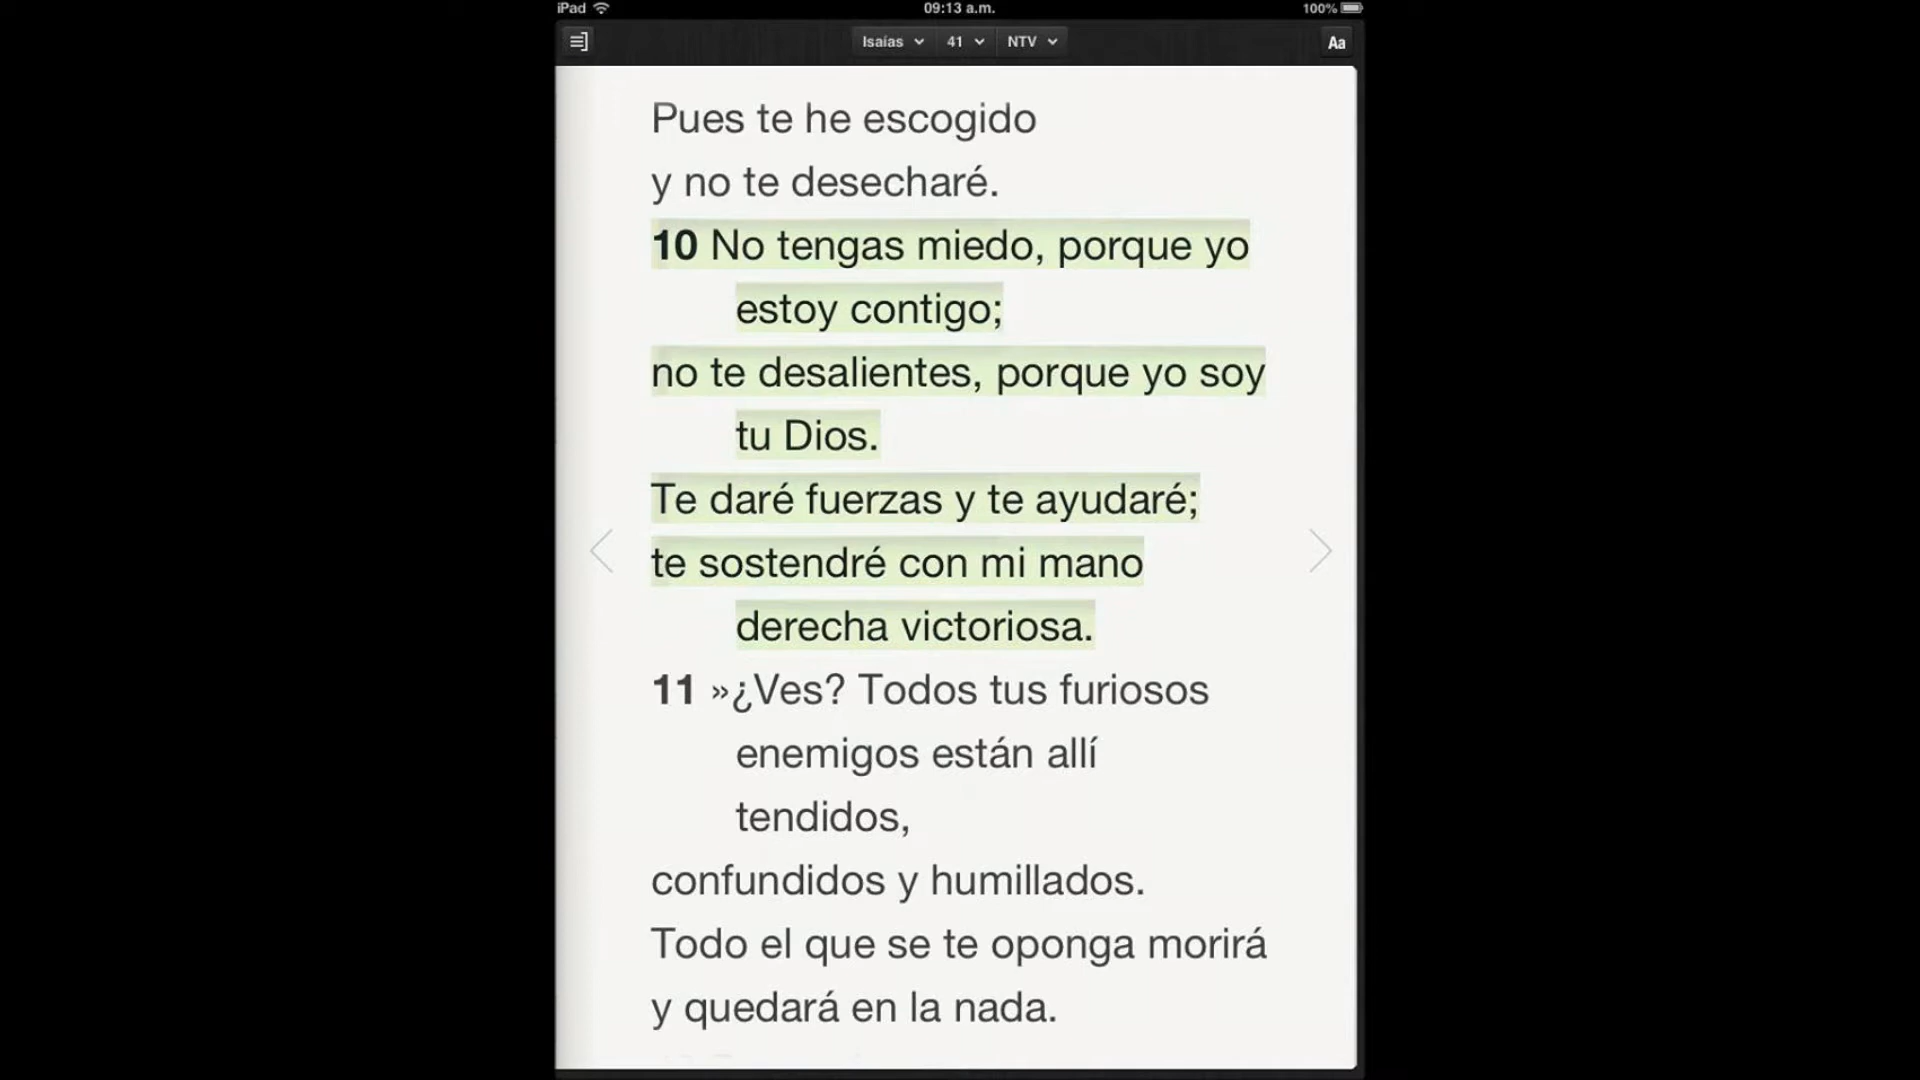 iPad 09:13 a.m. 100%
Isaías 41 NTV Aa
Pues te he escogido
y no te desecharé.
10 No tengas miedo, porque yo
estoy contigo;
no te desalientes, porque yo soy
tu Dios.
Te daré fuerzas y te ayudaré;
te sostendré con mi mano
derecha victoriosa.
11 »¿Ves? Todos tus furiosos
enemigos están allí
tendidos,
confundidos y humillados.
Todo el que se te oponga morirá
y quedará en la nada.